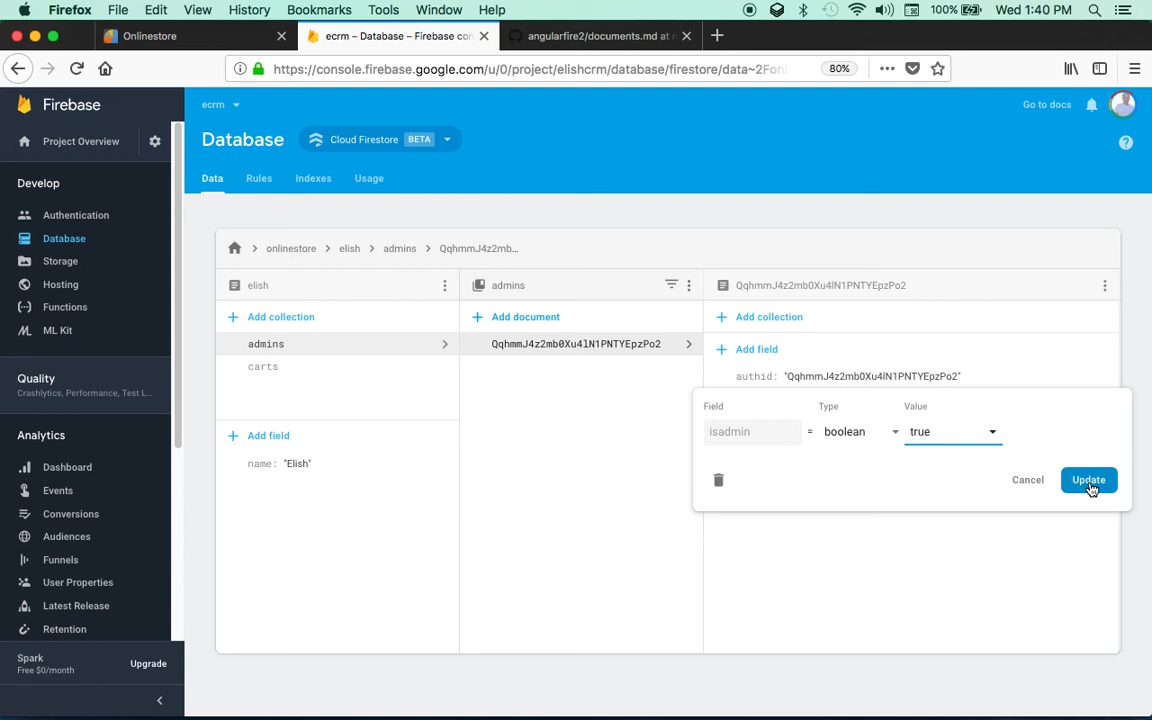 Firefox File Edit View History Bookmarks Tools Window Help 100% Wed 1:40 PM
Onlinestore
ecrm – Database – Firebase con
angularfire2/documents.md at m
https://console.firebase.google.com/u/0/project/elishcrm/database/firestore/data~2Fonl 80%
Firebase
ecrm
Go to docs
Project Overview
Database
Cloud Firestore BETA
Data Rules Indexes Usage
Develop
Authentication
Database
Storage
Hosting
Functions
ML Kit
Quality
Crashlytics, Performance, Test L...
Analytics
Dashboard
Events
Conversions
Audiences
Funnels
User Properties
Latest Release
Retention
Spark
Free $0/month
Upgrade
onlinestore > elish > admins > QqhmmJ4z2mb...
elish
Add collection
admins
carts
Add field
name: "Elish"
admins
Add document
QqhmmJ4z2mb0Xu4lN1PNTYEpzPo2
QqhmmJ4z2mb0Xu4lN1PNTYEpzPo2
Add collection
Add field
authid: "QqhmmJ4z2mb0Xu4lN1PNTYEpzPo2"
Field Type Value
isadmin = boolean true
Cancel Update